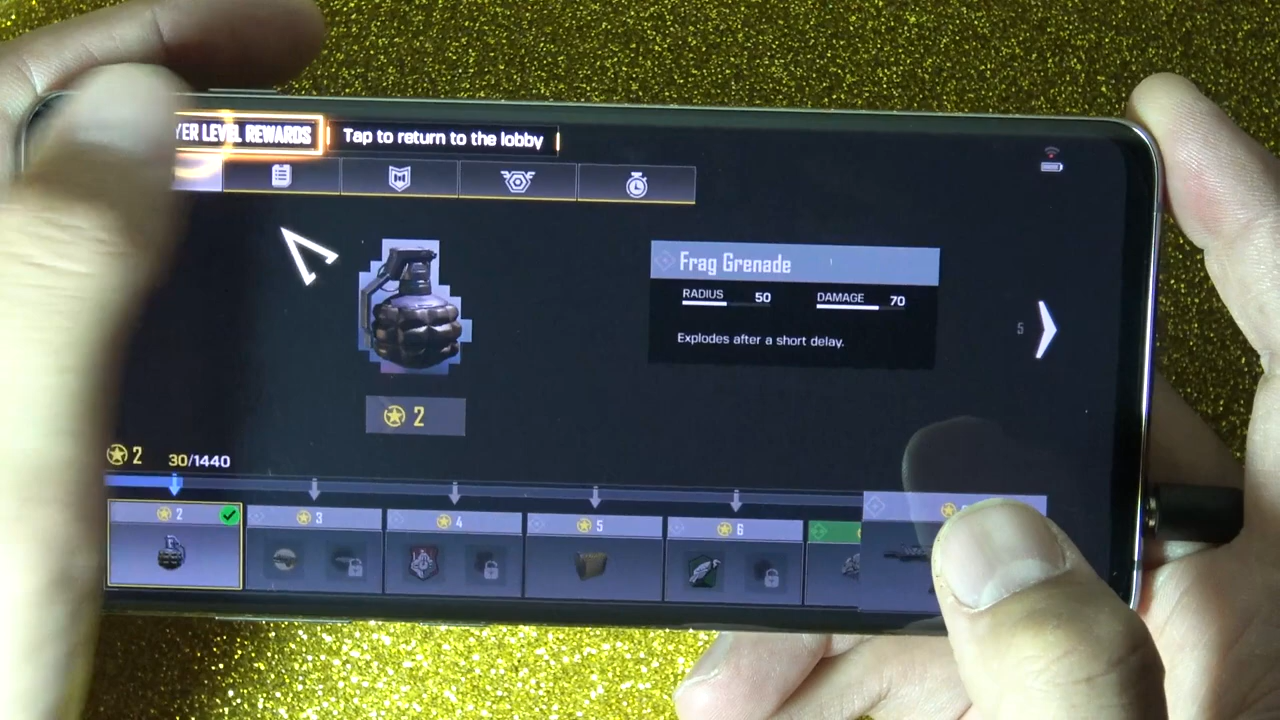 YER LEVEL REWARDS
Tap to return to the lobby
Frag Grenade
RADIUS 50 DAMAGE 70
Explodes after a short delay.
5
2
2 30/1440
2 3 4 5 6